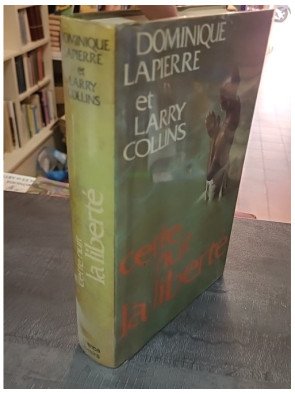 DOMINIQUE
LAPIERRE
et
LARRY
COLLINS
cette nuit
la liberté
DOMINIQUE
LAPIERRE
et
LARRY
COLLINS
cette nuit
la liberté